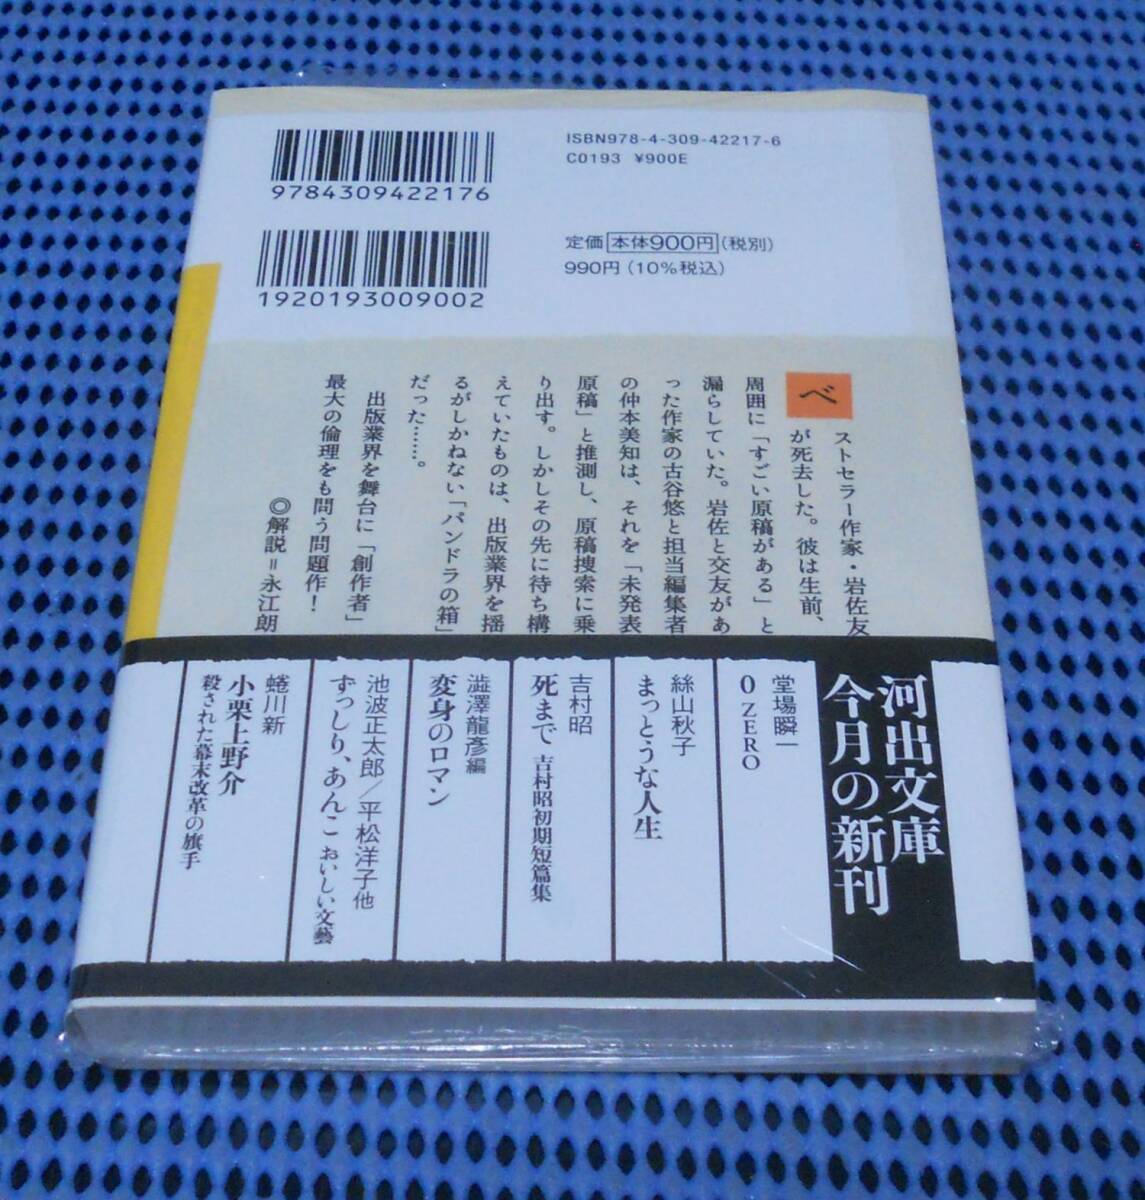 9784309422176
ISBN978-4-309-42217-6
C0193 ¥900E
1920193009002
定価 本体900円 (税別)
990円(10%税込)
ベ
ストセラー作家・岩佐友
が死去した。彼は生前、
周囲に「すごい原稿がある」と
漏らしていた。岩佐と交友があ
った作家の古谷悠と担当編集者
の仲本美知は、それを「未発表
原稿」と推測し、原稿捜索に乗
り出す。しかしその先に待ち構
えていたものは、出版業界を揺
るがしかねない「パンドラの箱」
だった……。
出版業界を舞台に「創作者」
最大の倫理をも問う問題作!
◎解説=永江朗
河出文庫
今月の新刊
堂場瞬一
0 ZERO
絲山秋子
まっとうな人生
吉村昭
死まで 吉村昭初期短篇集
澁澤龍彥編
変身のロマン
池波正太郎/平松洋子他
ずっしり、あんこ おいしい文藝
蜷川新
小栗上野介
殺された幕末改革の旗手